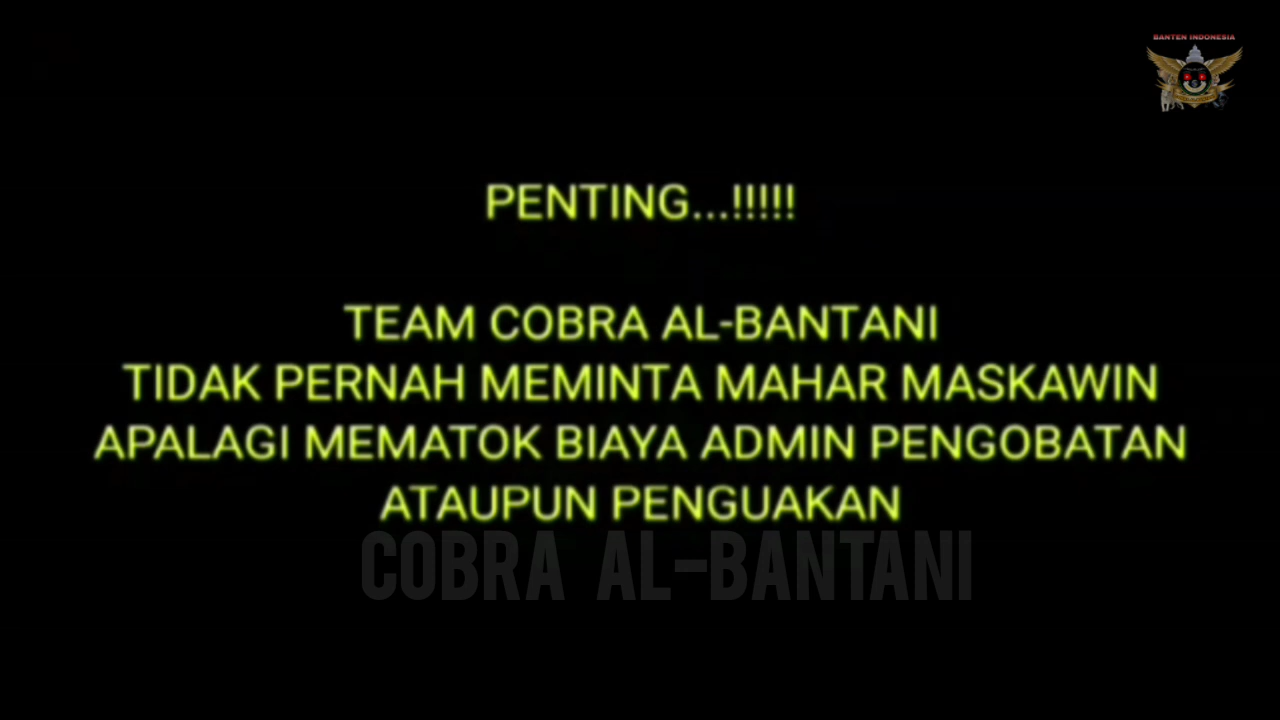 BANTEN INDONESIA
PENTING...!!!!!
TEAM COBRA AL-BANTANI
TIDAK PERNAH MEMINTA MAHAR MASKAWIN
APALAGI MEMATOK BIAYA ADMIN PENGOBATAN
ATAUPUN PENGUAKAN
COBRA AL-BANTANI